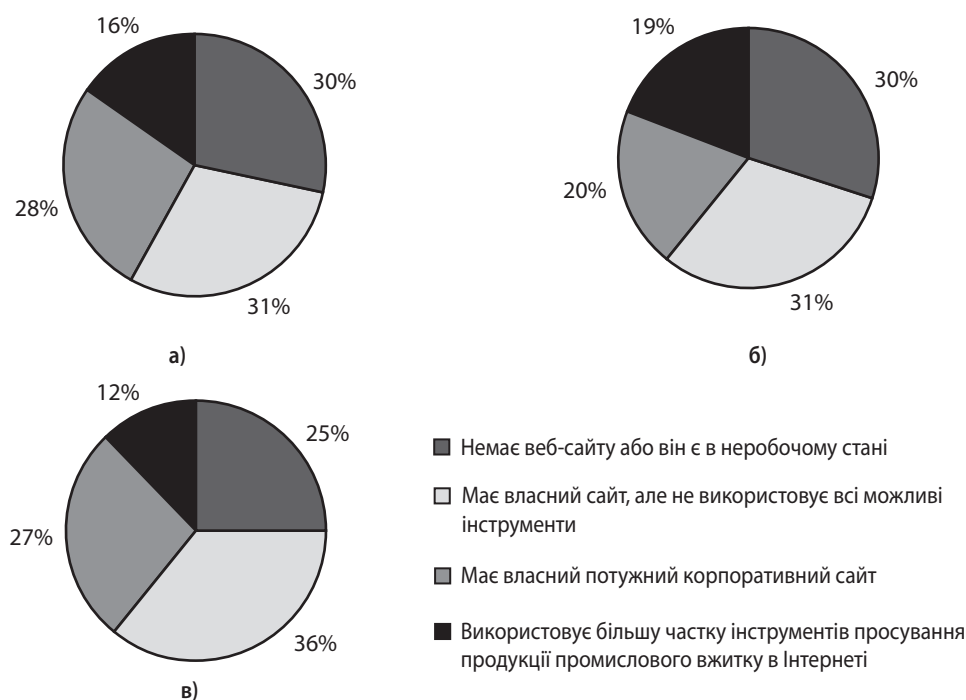 16%
30%
28%
31%
а)
19%
30%
20%
31%
б)
12%
25%
27%
36%
в)
Немає веб-сайту або він є в неробочому стані
Має власний сайт, але не використовує всі можливі
інструменти
Має власний потужний корпоративний сайт
Використовує більшу частку інструментів просування
продукції промислового вжитку в Інтернеті